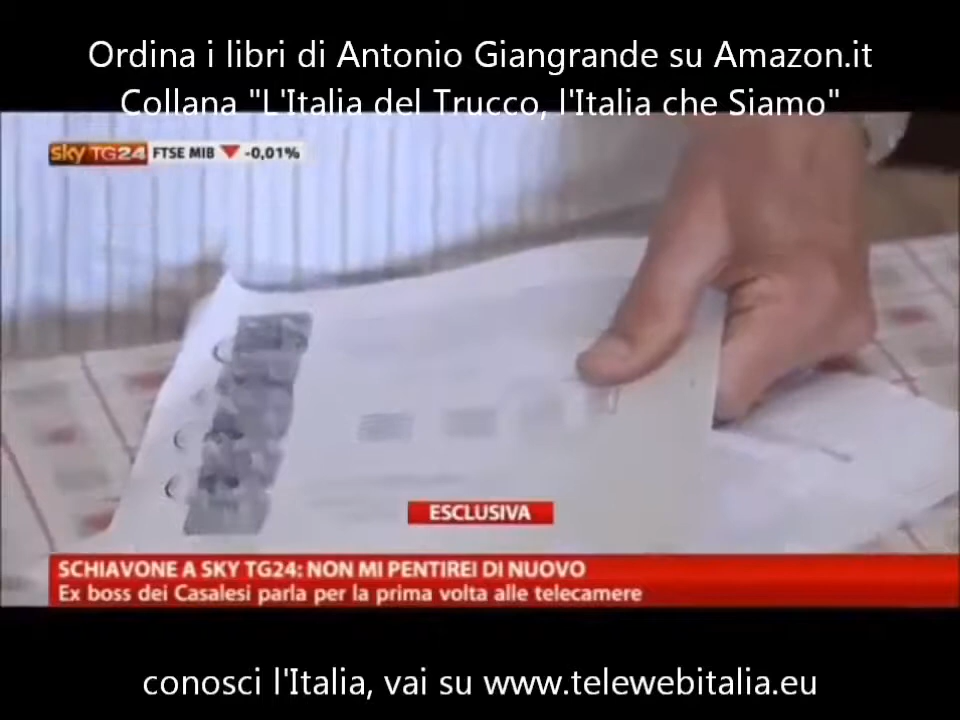 Ordina i libri di Antonio Giangrande su Amazon.it
Collana "L'Italia del Trucco, l'Italia che Siamo"
sky TG24 FTSE MIB ▼ -0,01%
ESCLUSIVA
SCHIAVONE A SKY TG24: NON MI PENTIREI DI NUOVO
Ex boss dei Casalesi parla per la prima volta alle telecamere
conosci l'Italia, vai su www.telewebitalia.eu